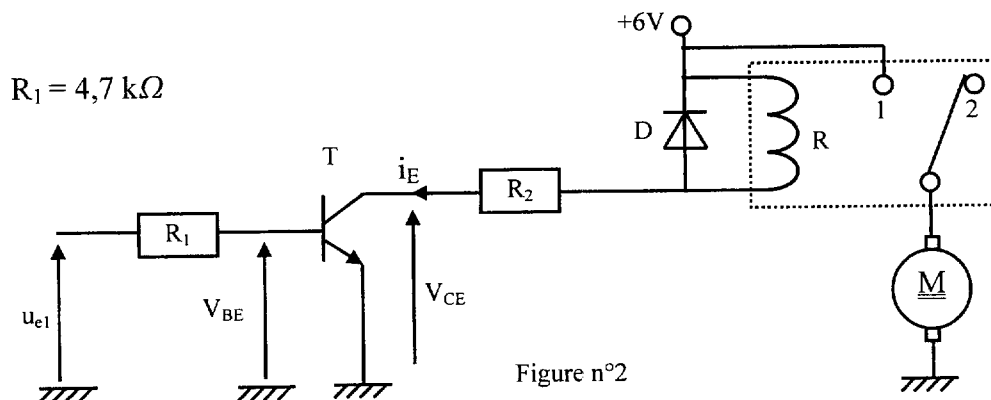 +6V
R₁ = 4,7 kΩ
1
2
D
R
T
i_E
R₂
R₁
V_CE
M
V_BE
u_e1
Figure n°2